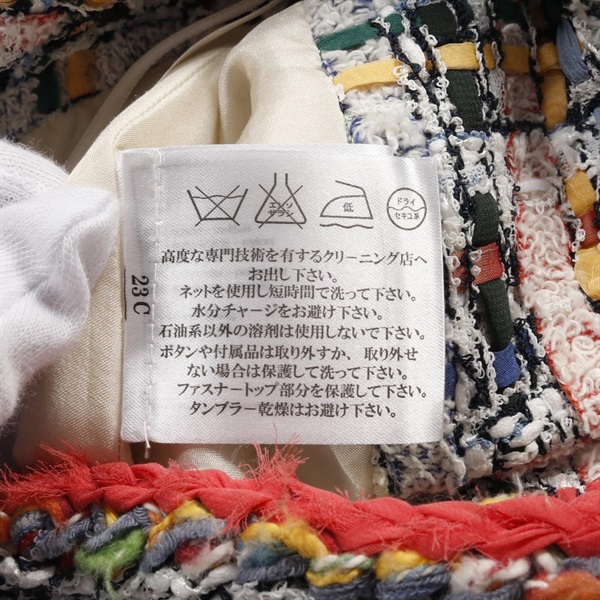 エンソ
サラシ
低
ドライ
セキユ系
高度な専門技術を有するクリーニング店へ
お出し下さい。
ネットを使用し短時間で洗って下さい。
水分チャージをお避け下さい。
石油系以外の溶剤は使用しないで下さい。
ボタンや付属品は取り外すか、取り外せ
ない場合は保護して洗って下さい。
ファスナートップ部分を保護して下さい。
タンブラー乾燥はお避け下さい。
23C